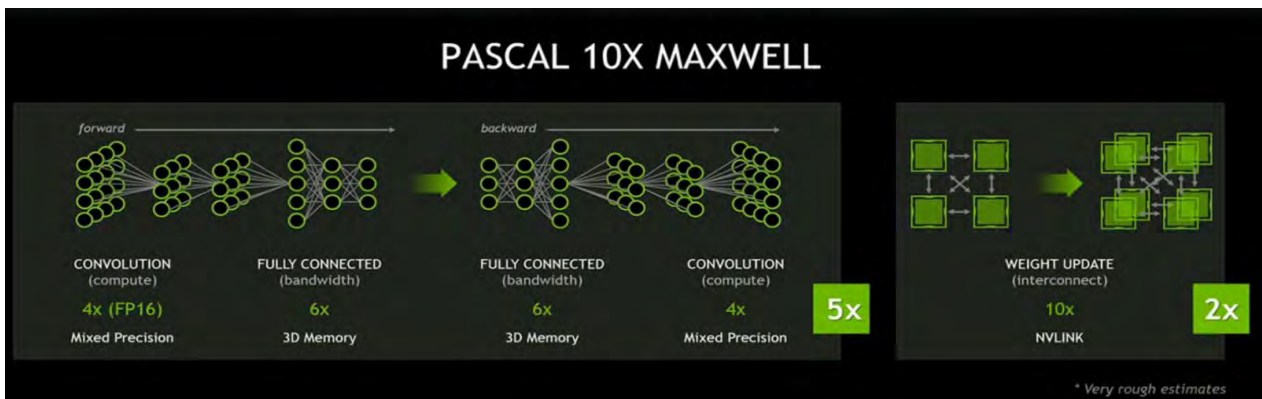 PASCAL 10X MAXWELL
forward
backward
CONVOLUTION
(compute)
4x (FP16)
Mixed Precision
FULLY CONNECTED
(bandwidth)
6x
3D Memory
FULLY CONNECTED
(bandwidth)
6x
3D Memory
CONVOLUTION
(compute)
4x
Mixed Precision
5x
WEIGHT UPDATE
(interconnect)
10x
NVLINK
2x
* Very rough estimates